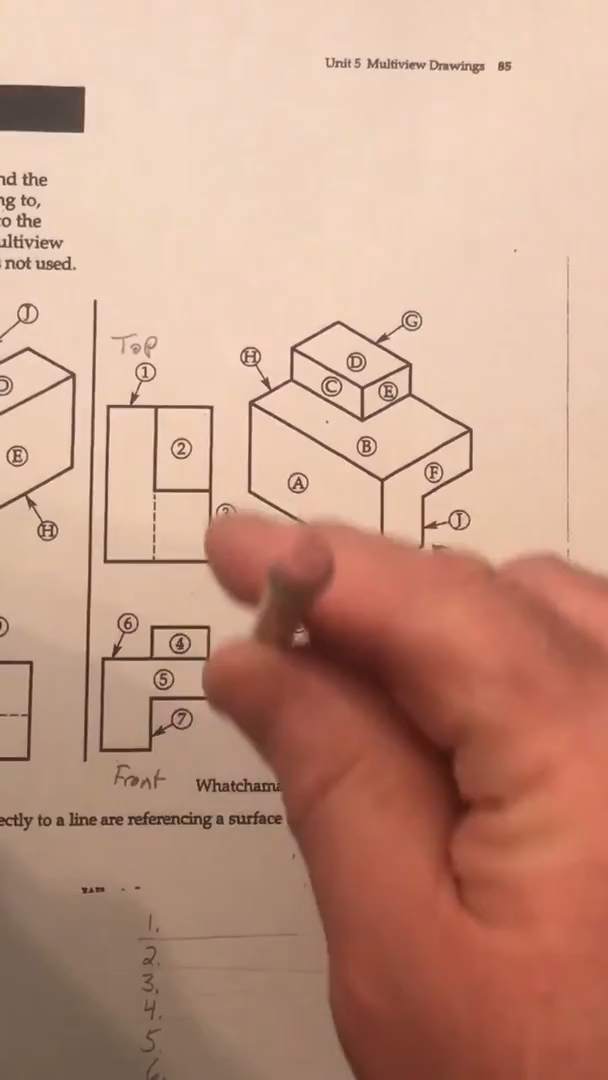 Unit 5 Multiview Drawings 85
nd the
ng to,
o the
ultiview
not used.
J
G
Top
H
1
D
C
E
2
B
E
F
A
J
H
6
4
5
7
Front
Whatchama
ectly to a line are referencing a surface
1.
2.
3.
4.
5.